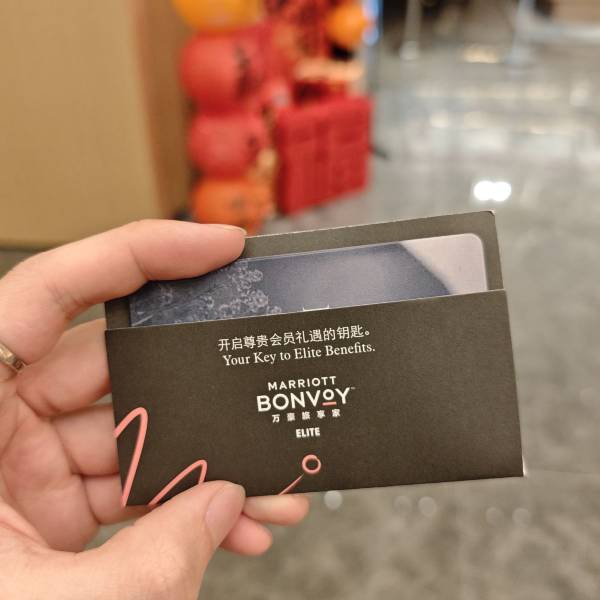 开启尊贵会员礼遇的钥匙。
Your Key to Elite Benefits.
MARRIOTT
BONVOY™
万豪旅享家
ELITE